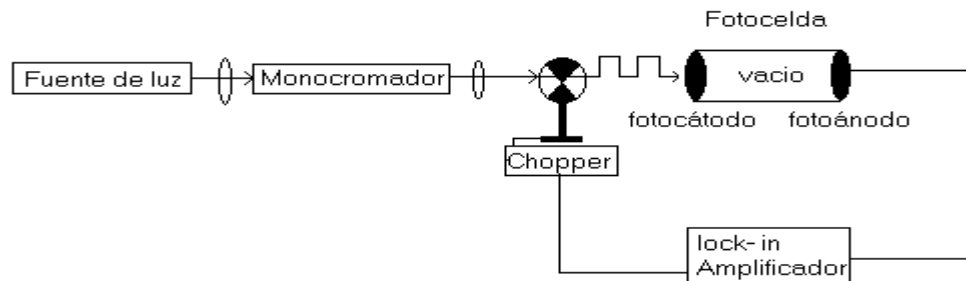 Fotocelda
Fuente de luz
Monocromador
vacio
fotocátodo
fotoánodo
Chopper
lock- in
Amplificador